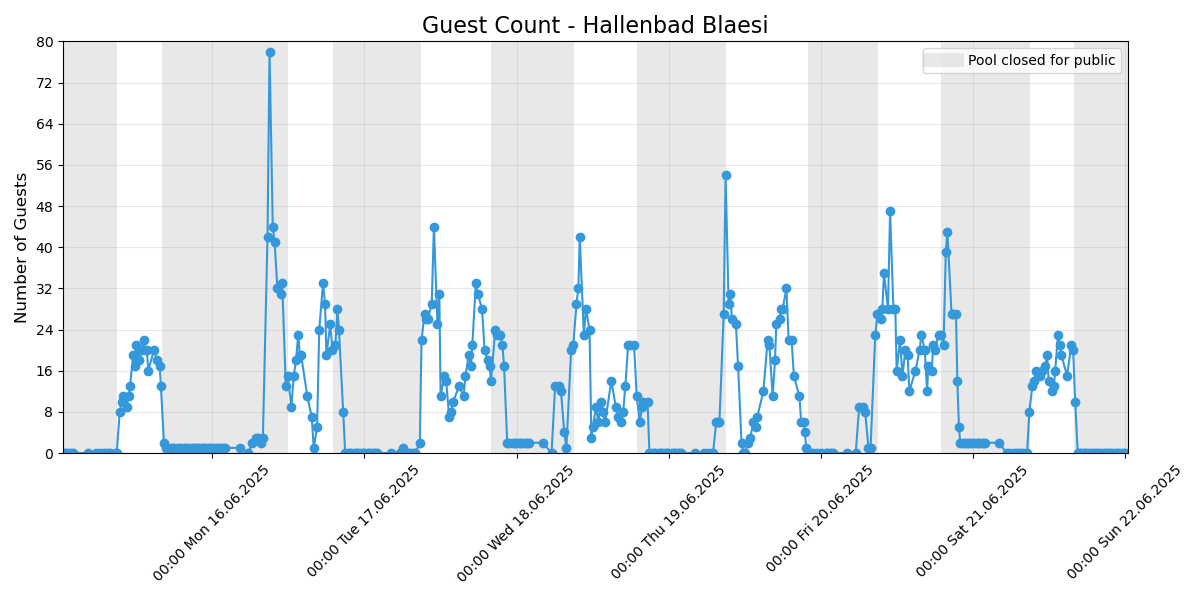 Guest Count - Hallenbad Blaesi
Pool closed for public
Number of Guests
80
72
64
56
48
40
32
24
16
8
0
00:00 Mon 16.06.2025
00:00 Tue 17.06.2025
00:00 Wed 18.06.2025
00:00 Thu 19.06.2025
00:00 Fri 20.06.2025
00:00 Sat 21.06.2025
00:00 Sun 22.06.2025